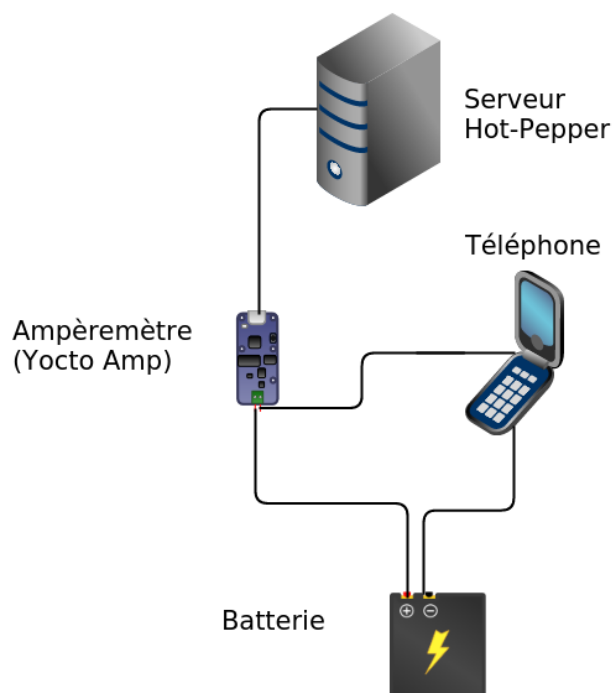 Serveur
Hot-Pepper
Téléphone
Ampèremètre
(Yocto Amp)
Batterie
+ −